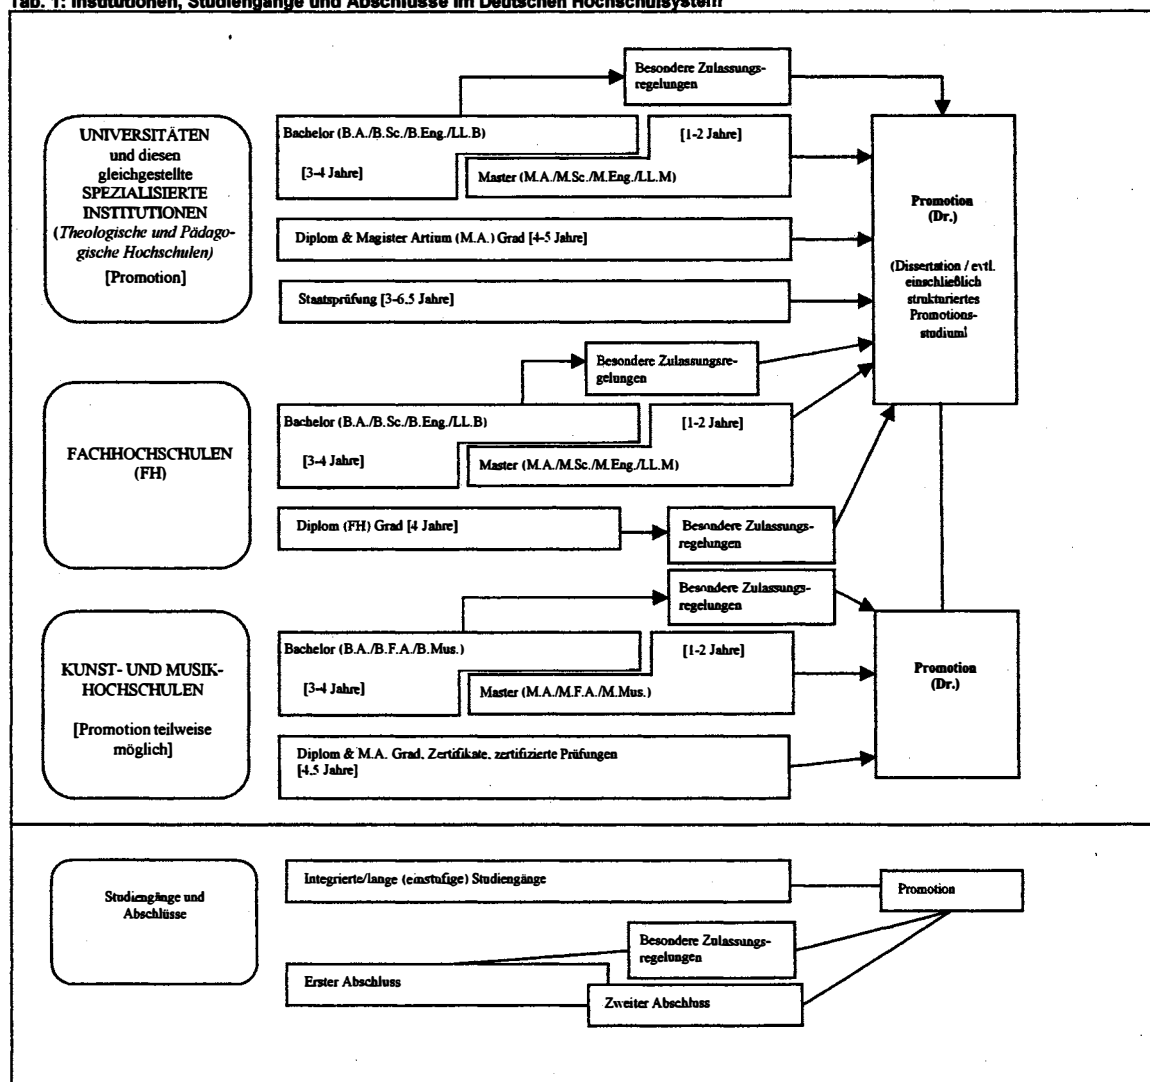 Tab. 1: Institutionen, Studiengänge und Abschlüsse im Deutschen Hochschulsystem
Besondere Zulassungs-
regelungen
UNIVERSITÄTEN
und diesen
gleichgestellte
SPEZIALISIERTE
INSTITUTIONEN
(Theologische und Pädago-
gische Hochschulen)
[Promotion]
Bachelor (B.A./B.Sc./B.Eng./LL.B)
[3-4 Jahre]
[1-2 Jahre]
Master (M.A./M.Sc./M.Eng./LL.M)
Diplom & Magister Artium (M.A.) Grad [4-5 Jahre]
Staatsprüfung [3-6.5 Jahre]
Promotion
(Dr.)
(Dissertation / evtl.
einschließlich
strukturiertes
Promotions-
studium)
Besondere Zulassungsre-
gelungen
FACHHOCHSCHULEN
(FH)
Bachelor (B.A./B.Sc./B.Eng./LL.B)
[3-4 Jahre]
[1-2 Jahre]
Master (M.A./M.Sc./M.Eng./LL.M)
Diplom (FH) Grad [4 Jahre]
Besondere Zulassungs-
regelungen
Besondere Zulassungs-
regelungen
KUNST- UND MUSIK-
HOCHSCHULEN
[Promotion teilweise
möglich]
Bachelor (B.A./B.F.A./B.Mus.)
[3-4 Jahre]
[1-2 Jahre]
Master (M.A./M.F.A./M.Mus.)
Diplom & M.A. Grad, Zertifikate, zertifizierte Prüfungen
[4.5 Jahre]
Promotion
(Dr.)
Studiengänge und
Abschlüsse
Integrierte/lange (einstufige) Studiengänge
Promotion
Besondere Zulassungs-
regelungen
Erster Abschluss
Zweiter Abschluss